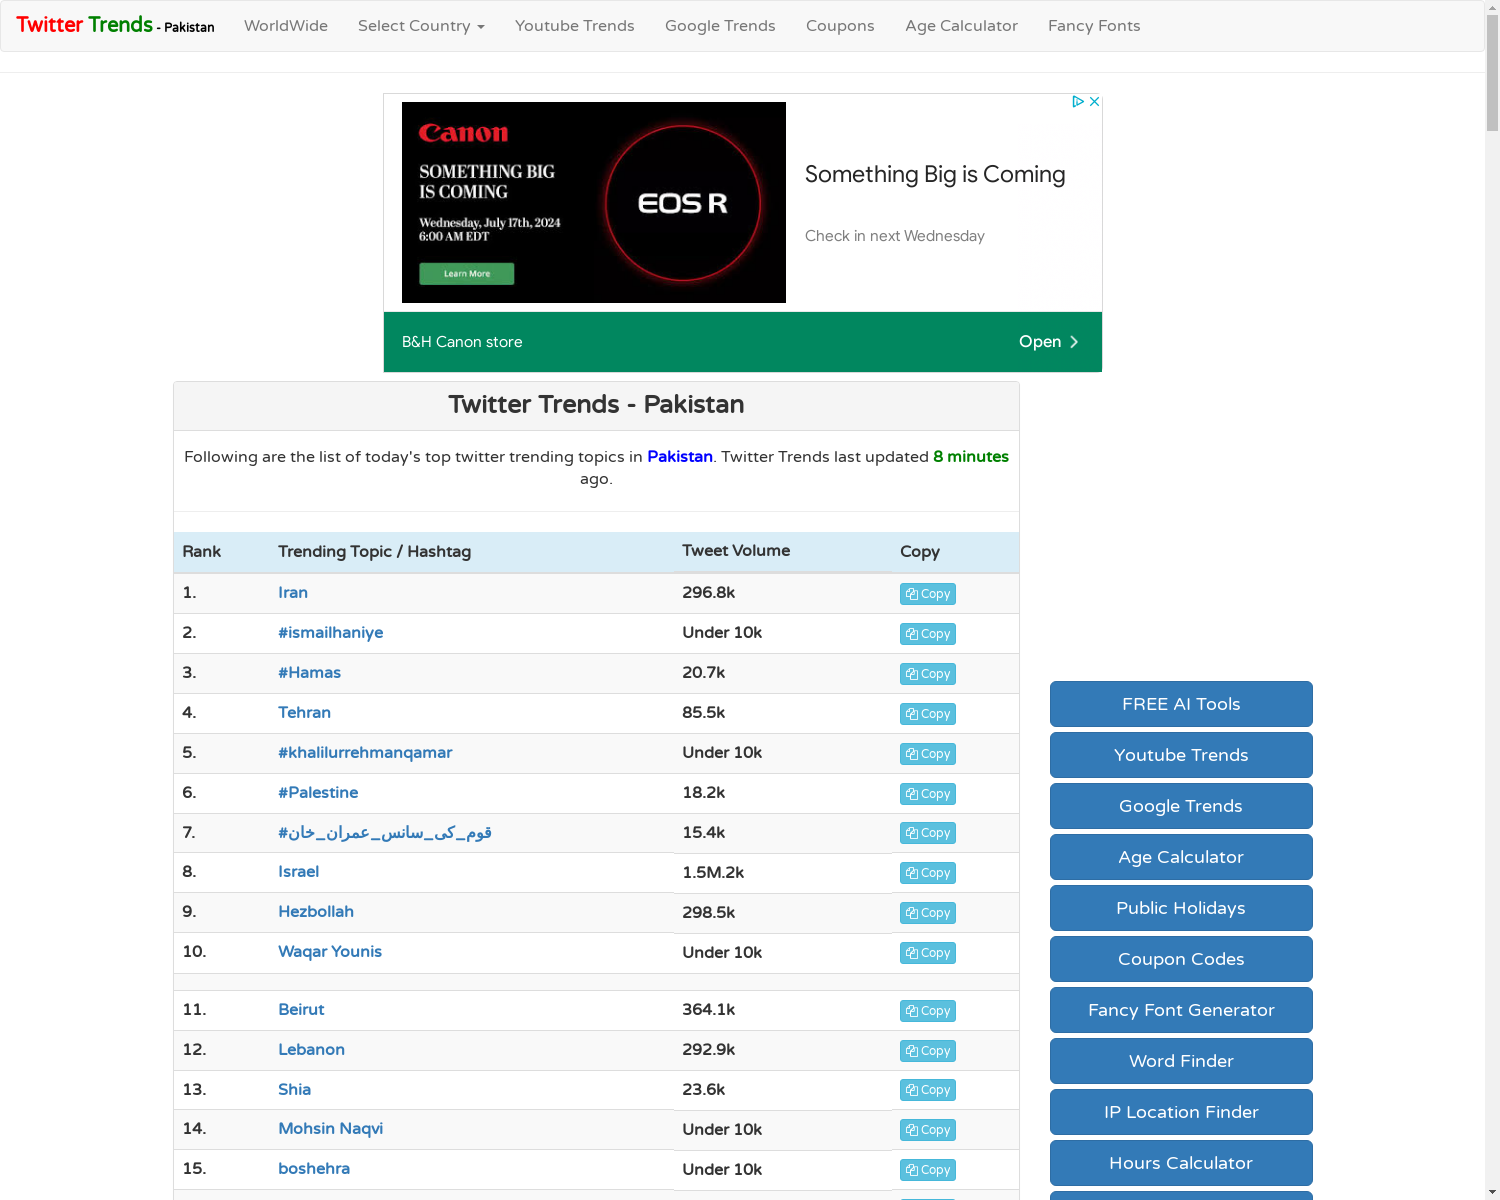 Twitter Trends - Pakistan
WorldWide
Select Country
Youtube Trends
Google Trends
Coupons
Age Calculator
Fancy Fonts
Canon
SOMETHING BIG
IS COMING
Wednesday, July 17th, 2024
6:00 AM EDT
Learn More
EOS R
Something Big is Coming
Check in next Wednesday
B&H Canon store
Open
Twitter Trends - Pakistan
Following are the list of today's top twitter trending topics in Pakistan. Twitter Trends last updated 8 minutes
ago.
Rank Trending Topic / Hashtag Tweet Volume Copy
1. Iran 296.8k Copy
2. #ismailhaniye Under 10k Copy
3. #Hamas 20.7k Copy
4. Tehran 85.5k Copy
5. #khalilurrehmanqamar Under 10k Copy
6. #Palestine 18.2k Copy
7. #قوم_کی_سانس_عمران_خان 15.4k Copy
8. Israel 1.5M.2k Copy
9. Hezbollah 298.5k Copy
10. Waqar Younis Under 10k Copy
11. Beirut 364.1k Copy
12. Lebanon 292.9k Copy
13. Shia 23.6k Copy
14. Mohsin Naqvi Under 10k Copy
15. boshehra Under 10k Copy
FREE AI Tools
Youtube Trends
Google Trends
Age Calculator
Public Holidays
Coupon Codes
Fancy Font Generator
Word Finder
IP Location Finder
Hours Calculator